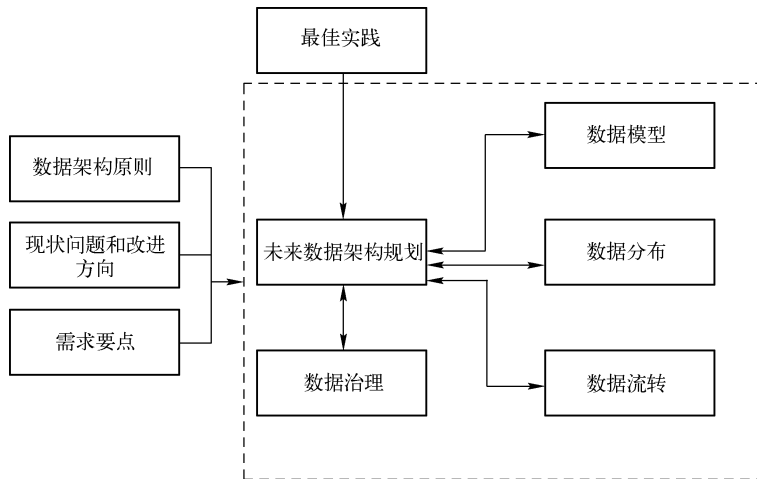 最佳实践
数据模型
数据架构原则
现状问题和改进
方向
未来数据架构规划
数据分布
需求要点
数据治理
数据流转